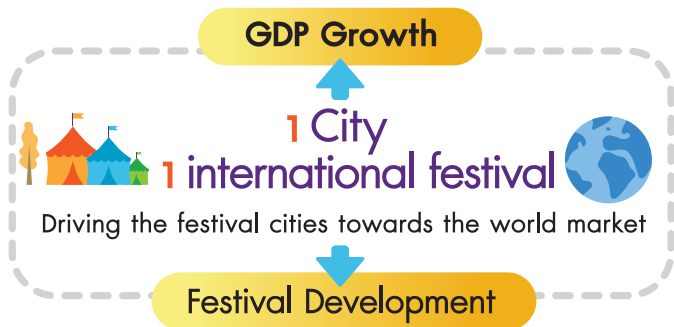 GDP Growth
1 City
1 international festival
Driving the festival cities towards the world market
Festival Development